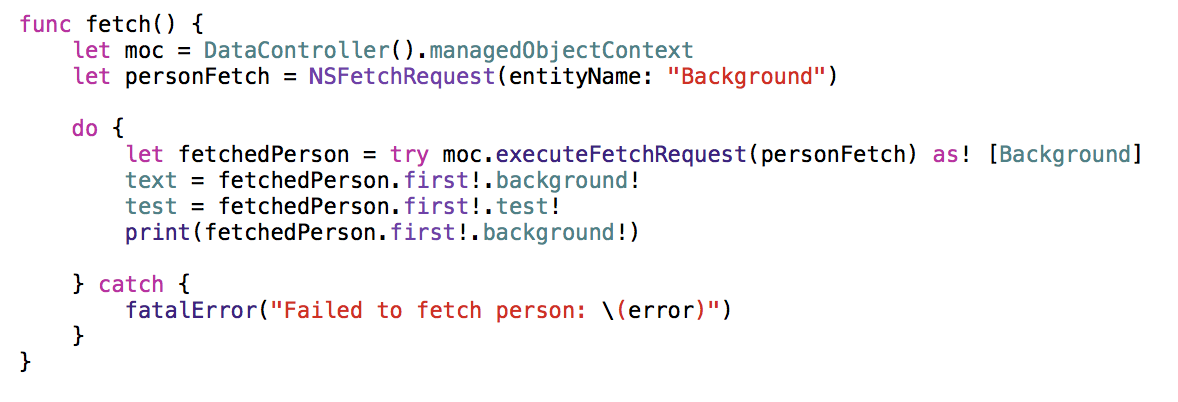 func fetch() {
    let moc = DataController().managedObjectContext
    let personFetch = NSFetchRequest(entityName: "Background")

    do {
        let fetchedPerson = try moc.executeFetchRequest(personFetch) as! [Background]
        text = fetchedPerson.first!.background!
        test = fetchedPerson.first!.test!
        print(fetchedPerson.first!.background!)

    } catch {
        fatalError("Failed to fetch person: \(error)")
    }
}